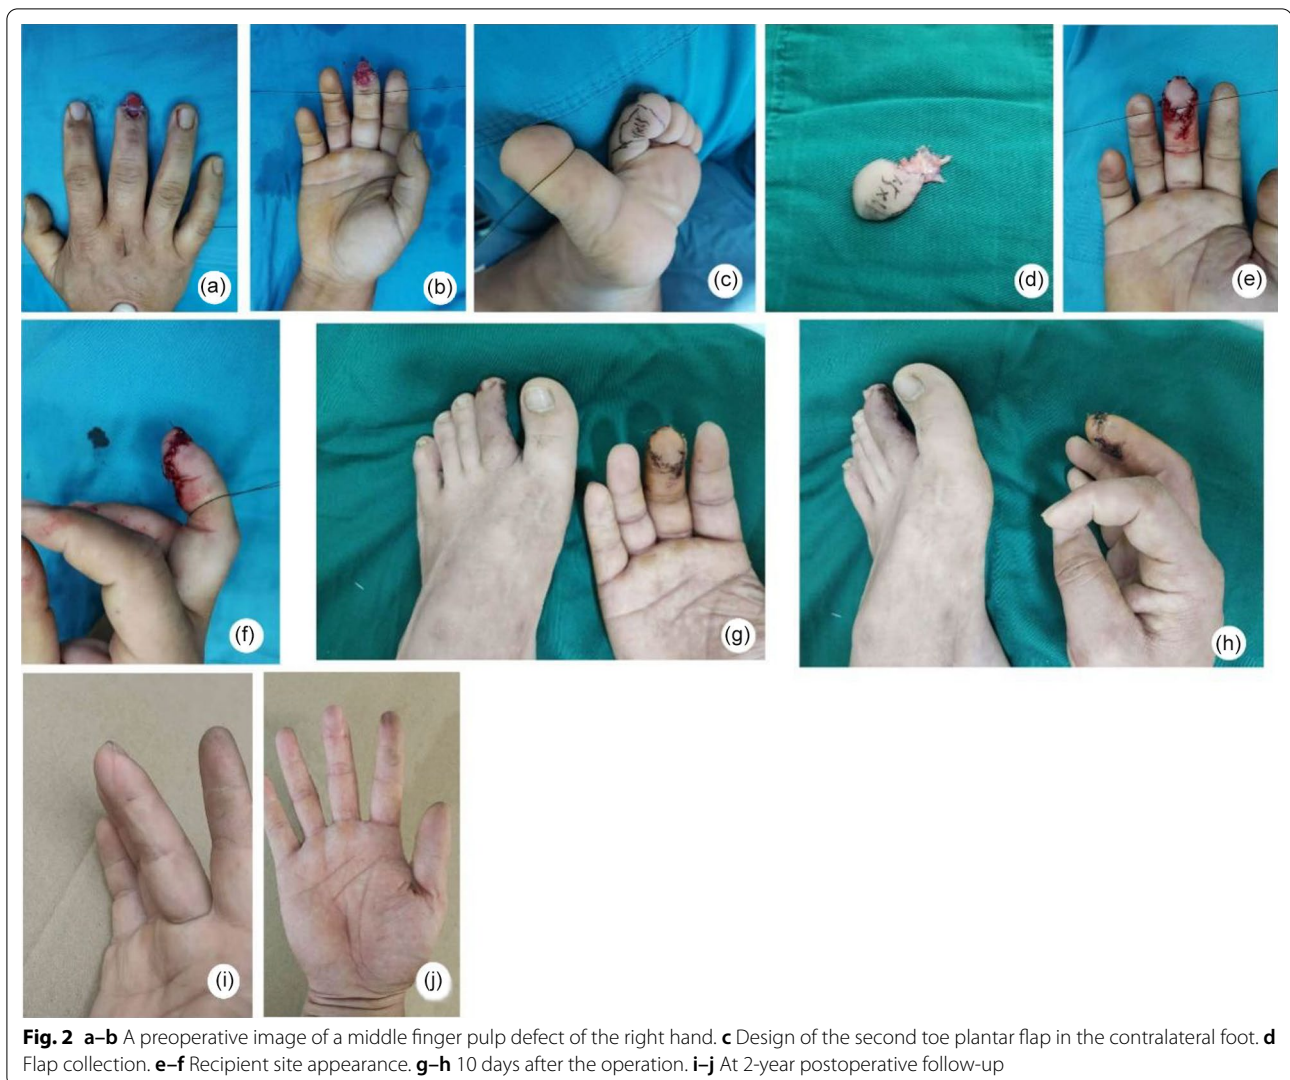 (a)
(b)
(c)
(d)
(e)
(f)
(g)
(h)
(i)
(j)
Fig. 2 a–b A preoperative image of a middle finger pulp defect of the right hand. c Design of the second toe plantar flap in the contralateral foot. d
Flap collection. e–f Recipient site appearance. g–h 10 days after the operation. i–j At 2-year postoperative follow-up